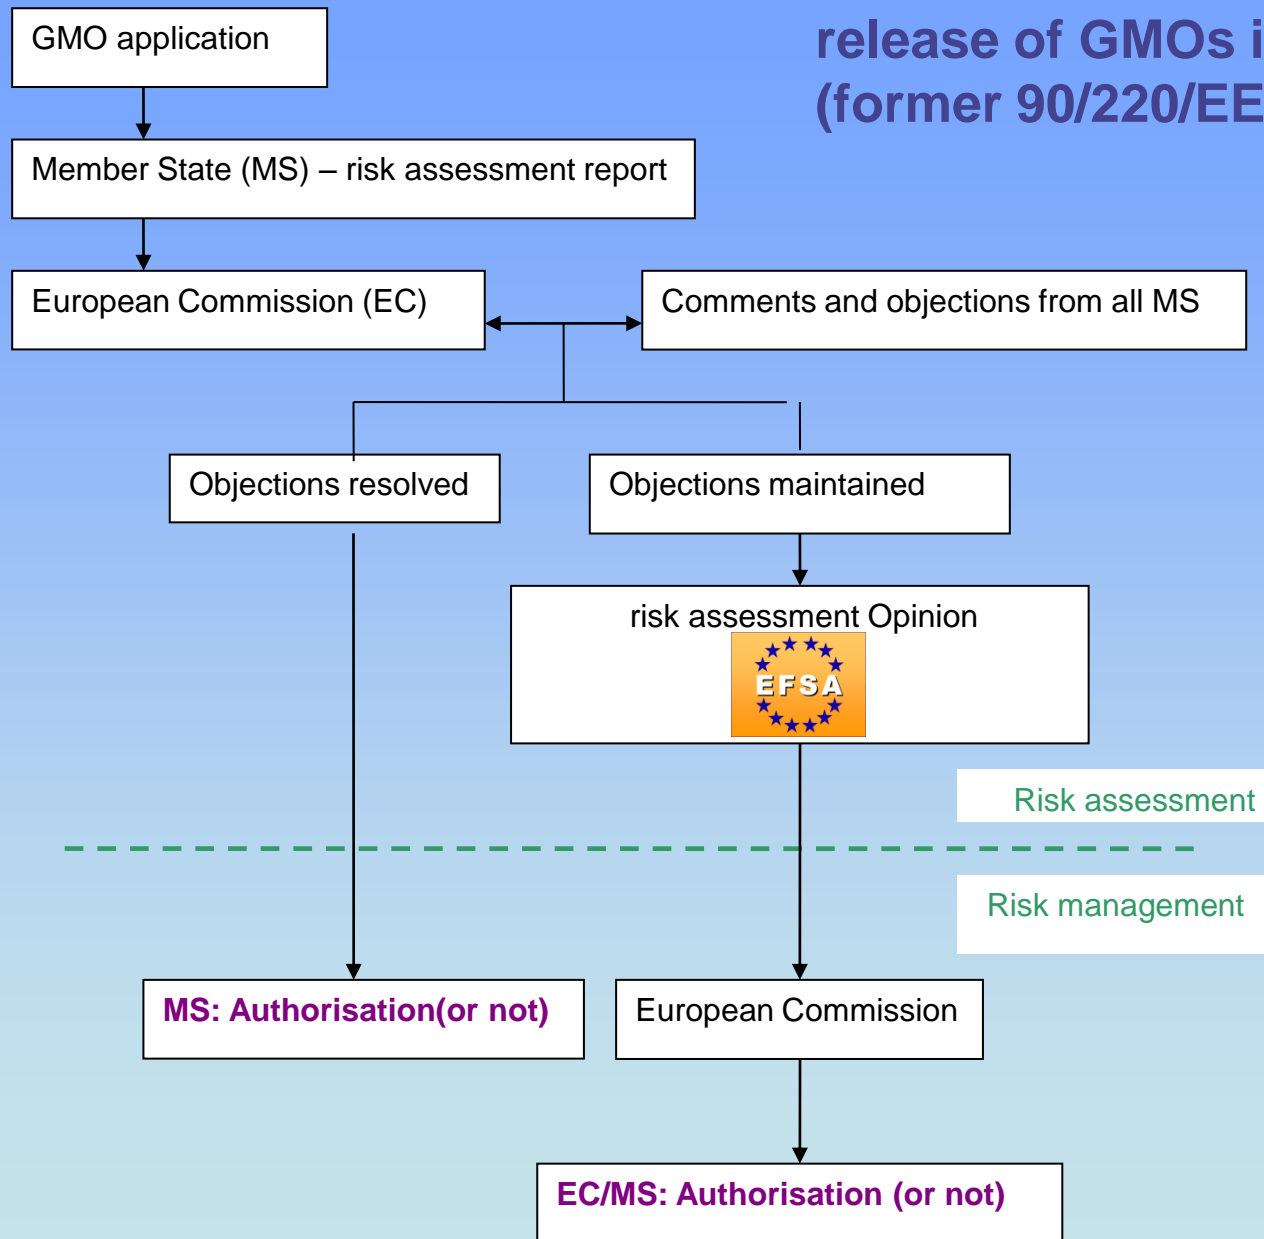 release of GMOs i
(former 90/220/EE
GMO application
Member State (MS) – risk assessment report
European Commission (EC)
Comments and objections from all MS
Objections resolved
Objections maintained
risk assessment Opinion
EFSA
Risk assessment
Risk management
MS: Authorisation(or not)
European Commission
EC/MS: Authorisation (or not)